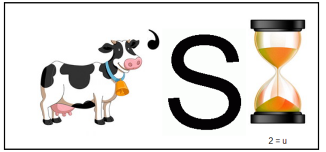 , S
2 = u